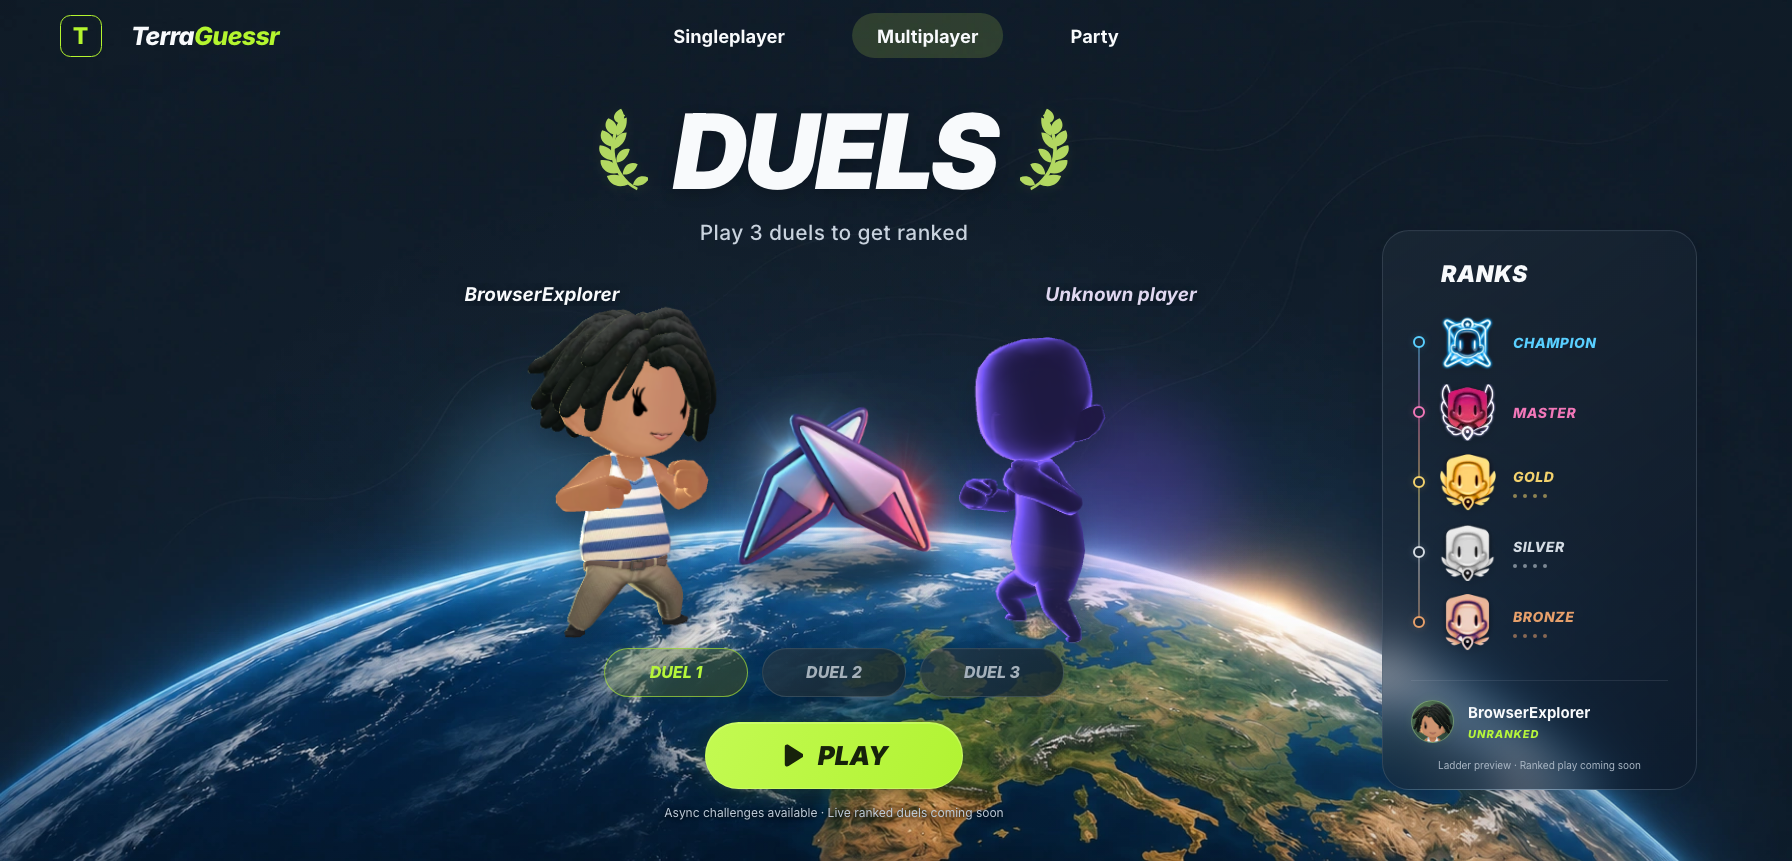 T
TerraGuessr
Singleplayer
Multiplayer
Party
DUELS
Play 3 duels to get ranked
BrowserExplorer
Unknown player
DUEL 1
DUEL 2
DUEL 3
PLAY
Async challenges available · Live ranked duels coming soon
RANKS
CHAMPION
MASTER
GOLD
SILVER
BRONZE
BrowserExplorer
UNRANKED
Ladder preview · Ranked play coming soon